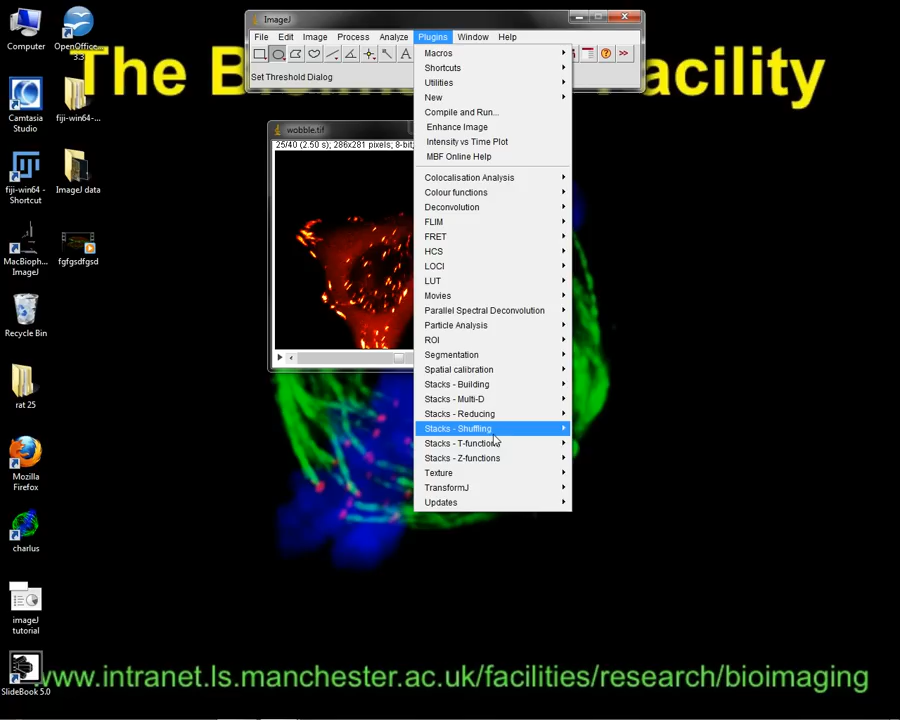 ImageJ
File Edit Image Process Analyze Plugins Window Help
A
>>
Set Threshold Dialog
The B
acility
Macros
Shortcuts
Utilities
New
Compile and Run...
Enhance Image
Intensity vs Time Plot
MBF Online Help
Colocalisation Analysis
Colour functions
Deconvolution
FLIM
FRET
HCS
LOCI
LUT
Movies
Parallel Spectral Deconvolution
Particle Analysis
ROI
Segmentation
Spatial calibration
Stacks - Building
Stacks - Multi-D
Stacks - Reducing
Stacks - Shuffling
Stacks - T-functions
Stacks - Z-functions
Texture
TransformJ
Updates
wobble.tif
25/40 (2.50 s); 286x281 pixels; 8-bit;
Computer
OpenOffice....
3.3
Camtasia
Studio
fiji-win64-...
fiji-win64 -
Shortcut
ImageJ data
MacBioph...
ImageJ
fgfgsdfgsd
Recycle Bin
rat 25
Mozilla
Firefox
charlus
imageJ
tutorial
SlideBook 5.0
www.intranet.ls.manchester.ac.uk/facilities/research/bioimaging